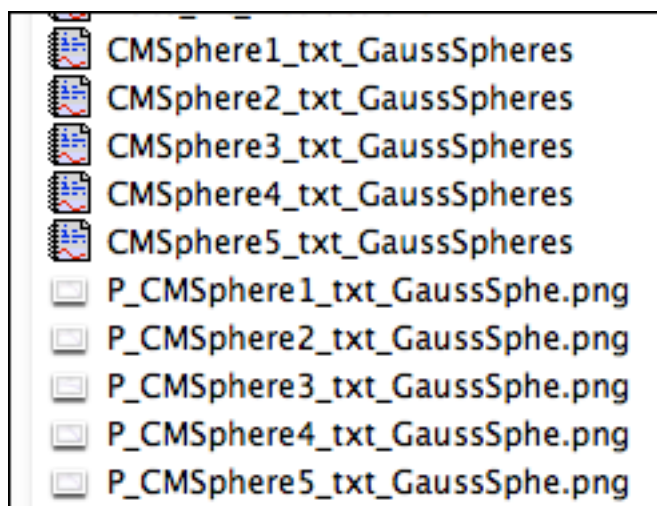 CMSphere1_txt_GaussSpheres
CMSphere2_txt_GaussSpheres
CMSphere3_txt_GaussSpheres
CMSphere4_txt_GaussSpheres
CMSphere5_txt_GaussSpheres
P_CMSphere1_txt_GaussSphe.png
P_CMSphere2_txt_GaussSphe.png
P_CMSphere3_txt_GaussSphe.png
P_CMSphere4_txt_GaussSphe.png
P_CMSphere5_txt_GaussSphe.png